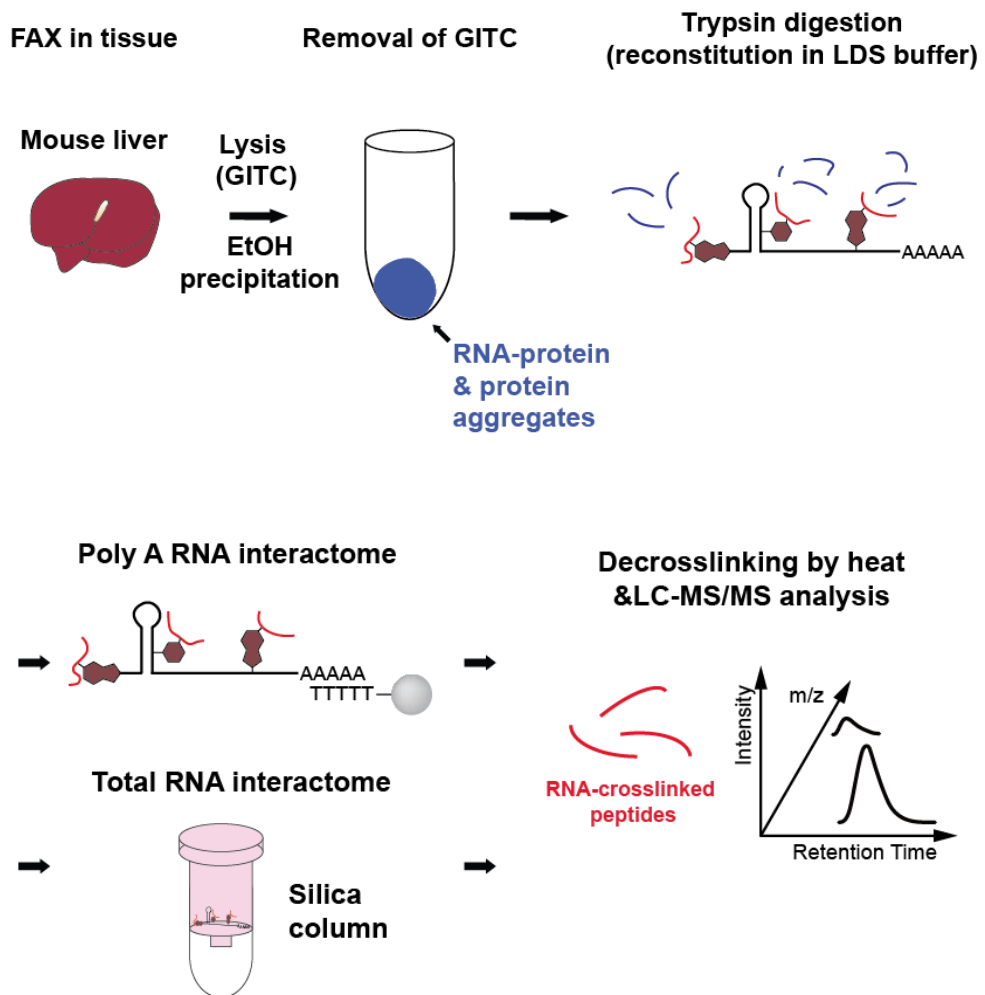 FAX in tissue
Removal of GITC
Trypsin digestion
(reconstitution in LDS buffer)
Mouse liver
Lysis
(GITC)
EtOH
precipitation
AAAAA
RNA-protein
& protein
aggregates
Poly A RNA interactome
AAAAA
TTTTT
Total RNA interactome
Silica
column
Decrosslinking by heat
&LC-MS/MS analysis
RNA-crosslinked
peptides
Intensity
m/z
Retention Time